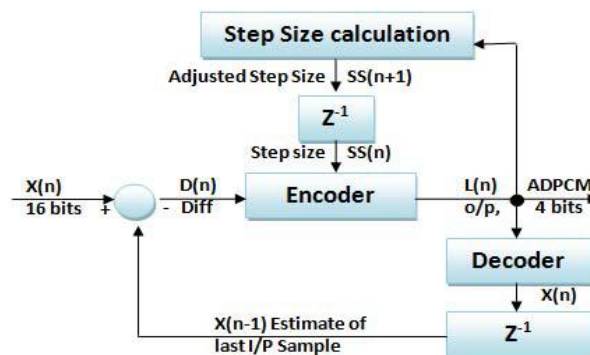 Step Size calculation
Adjusted Step Size SS(n+1)
Z-1
Step size SS(n)
X(n)
16 bits
+
-
D(n)
Diff
Encoder
L(n)
o/p,
ADPCM
4 bits
Decoder
X(n)
X(n-1) Estimate of
last I/P Sample
Z-1